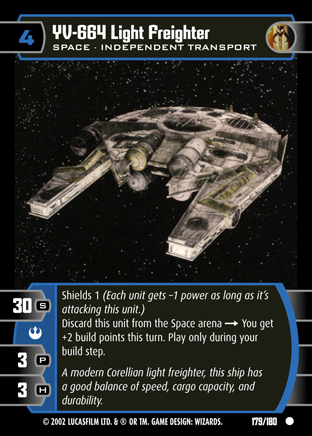 4 YV-664 Light Freighter
SPACE · INDEPENDENT TRANSPORT
Shields 1 (Each unit gets –1 power as long as it's
30 S attacking this unit.)
Discard this unit from the Space arena → You get
+2 build points this turn. Play only during your
3 P build step.
A modern Corellian light freighter, this ship has
3 H a good balance of speed, cargo capacity, and
durability.
© 2002 LUCASFILM LTD. & ® OR TM. GAME DESIGN: WIZARDS. 179/180